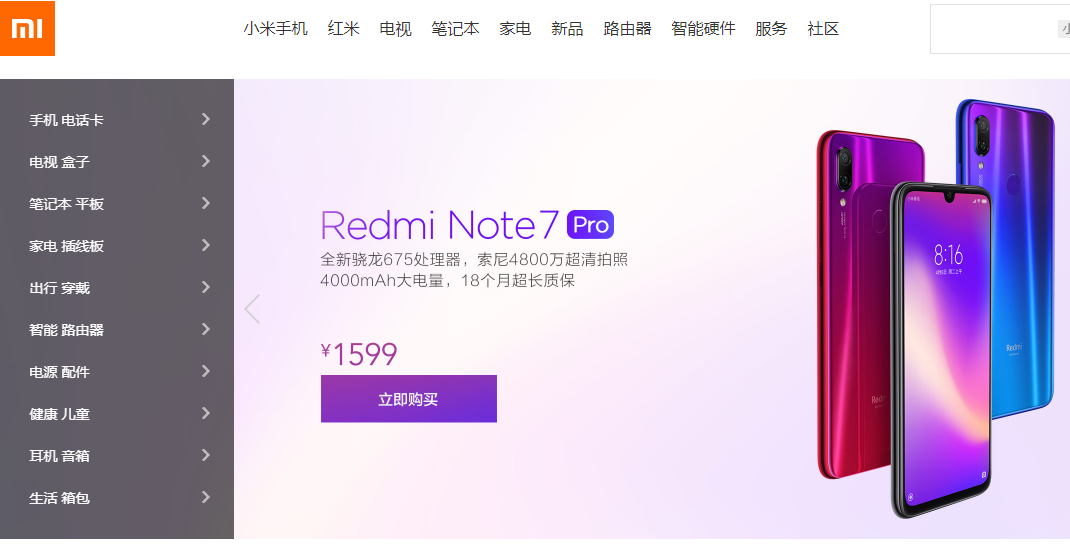 小米手机 红米 电视 笔记本 家电 新品 路由器 智能硬件 服务 社区
手机 电话卡
电视 盒子
笔记本 平板
家电 插线板
出行 穿戴
智能 路由器
电源 配件
健康 儿童
耳机 音箱
生活 箱包
Redmi Note7 Pro
全新骁龙675处理器，索尼4800万超清拍照
4000mAh大电量，18个月超长质保
¥1599
立即购买
8:16
Redmi
Redmi